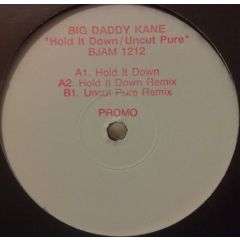 BIG DADDY KANE
"Hold It Down/Uncut Pure"
BJAM 1212
A1. Hold It Down
A2. Hold It Down Remix
B1. Uncut Pure Remix
PROMO